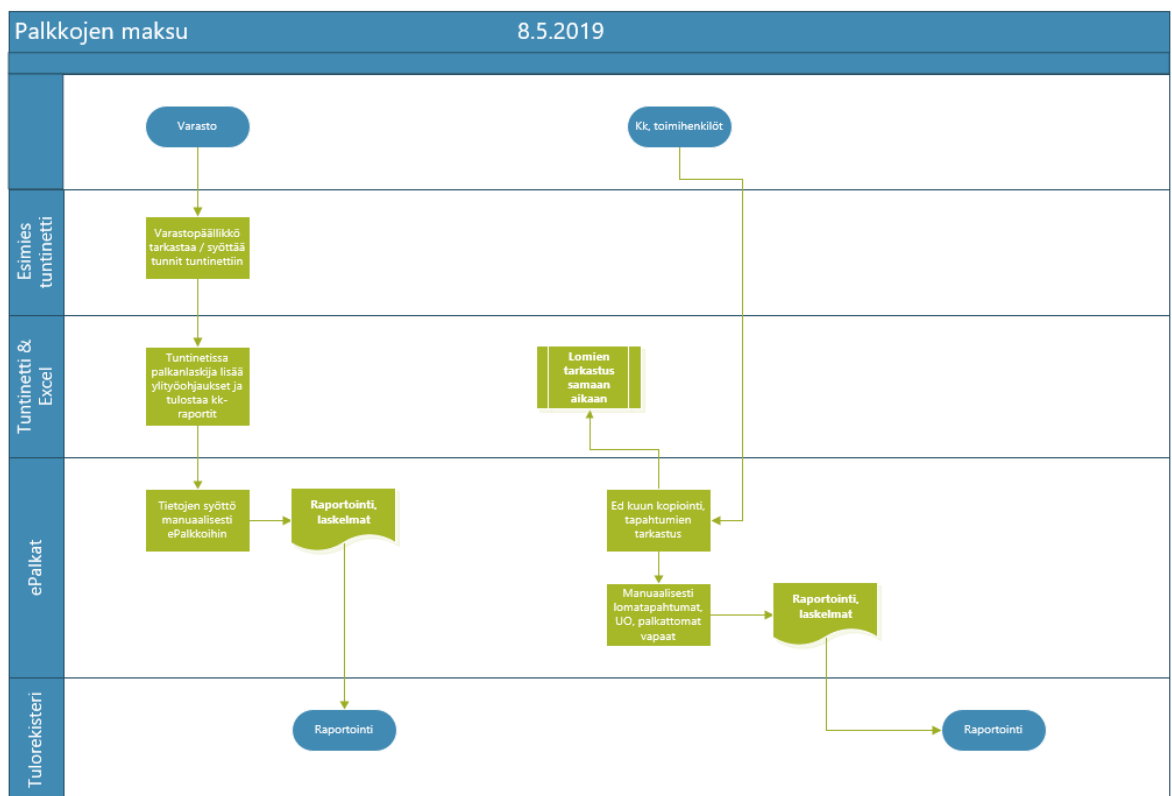 Palkkojen maksu 8.5.2019
Varasto
Kk, toimihenkilöt
Esimies
tuntinetti
Varastopäällikkö
tarkastaa / syöttää
tunnit tuntinettiin
Tuntinetti &
Excel
Tuntinetissa
palkanlaskija lisää
ylityöohjaukset ja
tulostaa kk-
raportit
Lomien
tarkastus
samaan
aikaan
ePalkat
Tietojen syöttö
manuaalisesti
ePalkkoihin
Raportointi,
laskelmat
Ed kuun kopiointi,
tapahtumien
tarkastus
Manuaalisesti
lomatapahtumat,
UO, palkattomat
vapaat
Raportointi,
laskelmat
Tulorekisteri
Raportointi
Raportointi